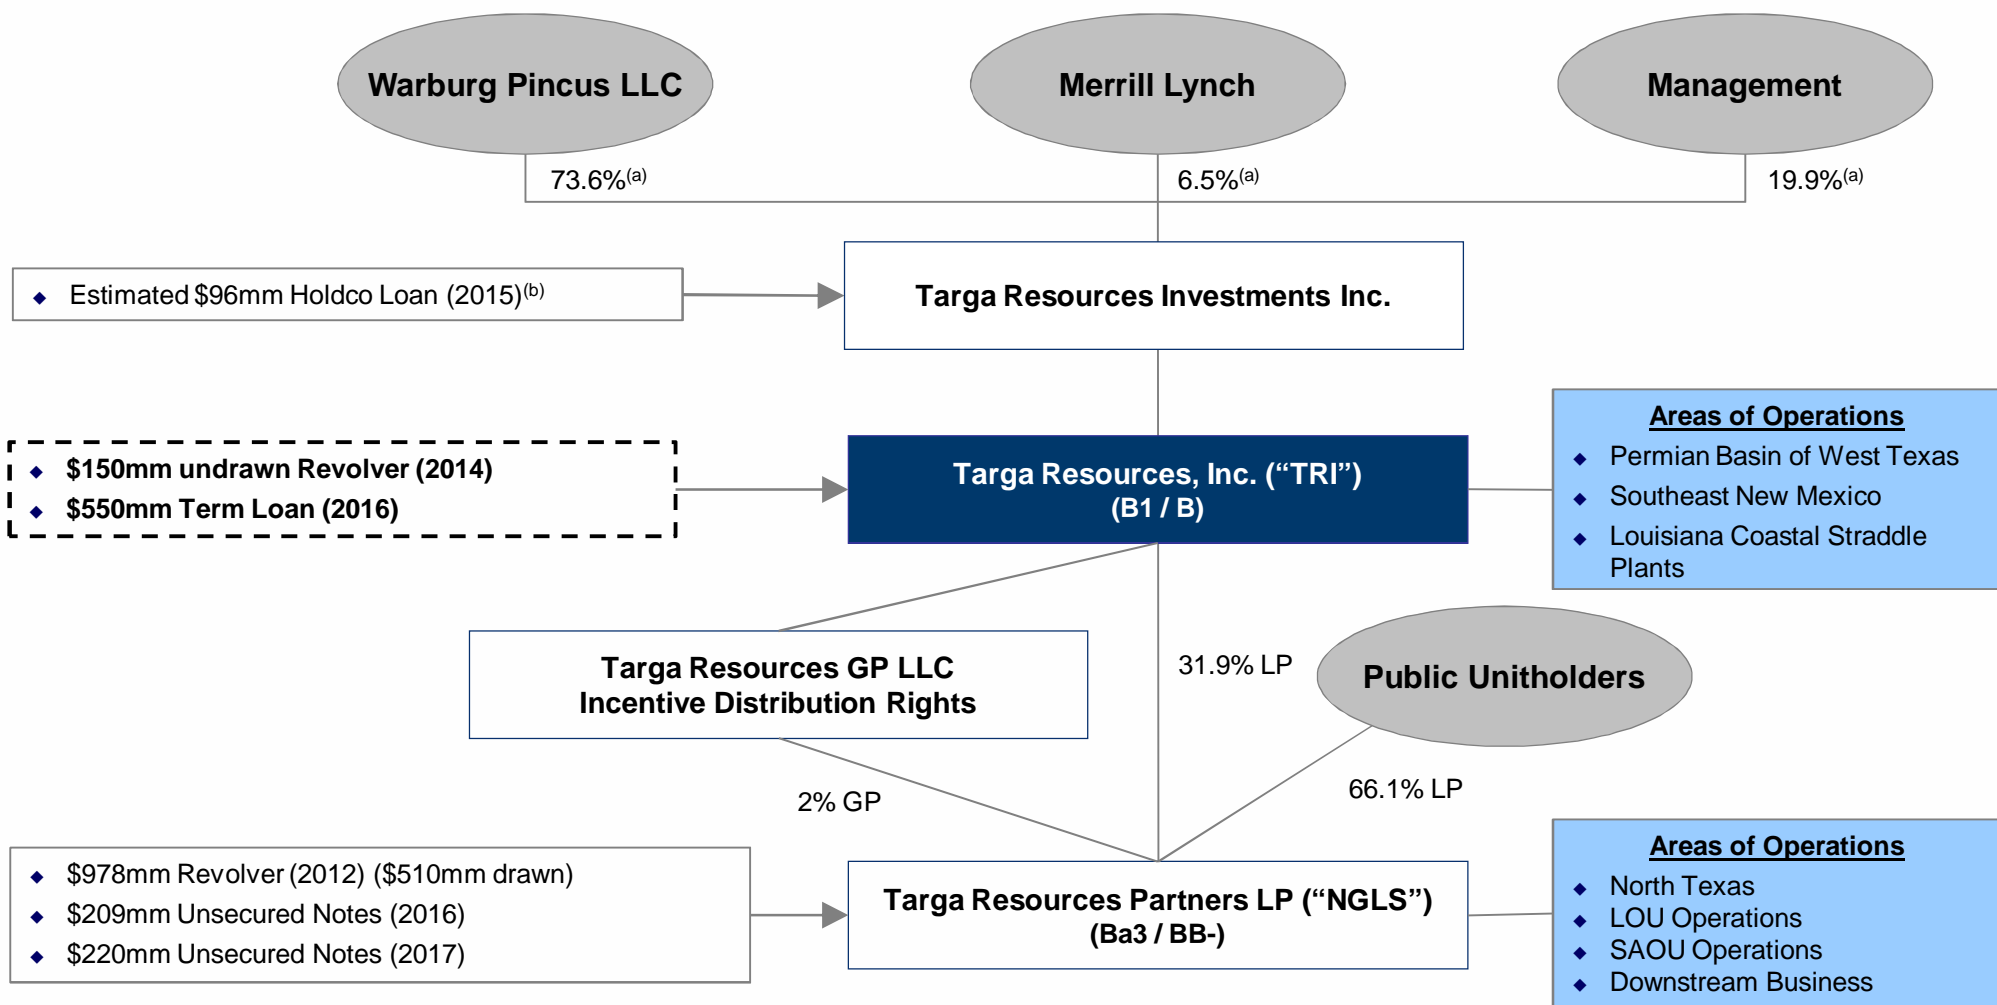 Warburg Pincus LLC
Merrill Lynch
Management
73.6%(a)
6.5%(a)
19.9%(a)
◆ Estimated $96mm Holdco Loan (2015)(b)
Targa Resources Investments Inc.
◆ $150mm undrawn Revolver (2014)
◆ $550mm Term Loan (2016)
Targa Resources, Inc. (“TRI”)
(B1 / B)
Areas of Operations
◆ Permian Basin of West Texas
◆ Southeast New Mexico
◆ Louisiana Coastal Straddle
Plants
Targa Resources GP LLC
Incentive Distribution Rights
31.9% LP
Public Unitholders
2% GP
66.1% LP
◆ $978mm Revolver (2012) ($510mm drawn)
◆ $209mm Unsecured Notes (2016)
◆ $220mm Unsecured Notes (2017)
Targa Resources Partners LP (“NGLS”)
(Ba3 / BB-)
Areas of Operations
◆ North Texas
◆ LOU Operations
◆ SAOU Operations
◆ Downstream Business